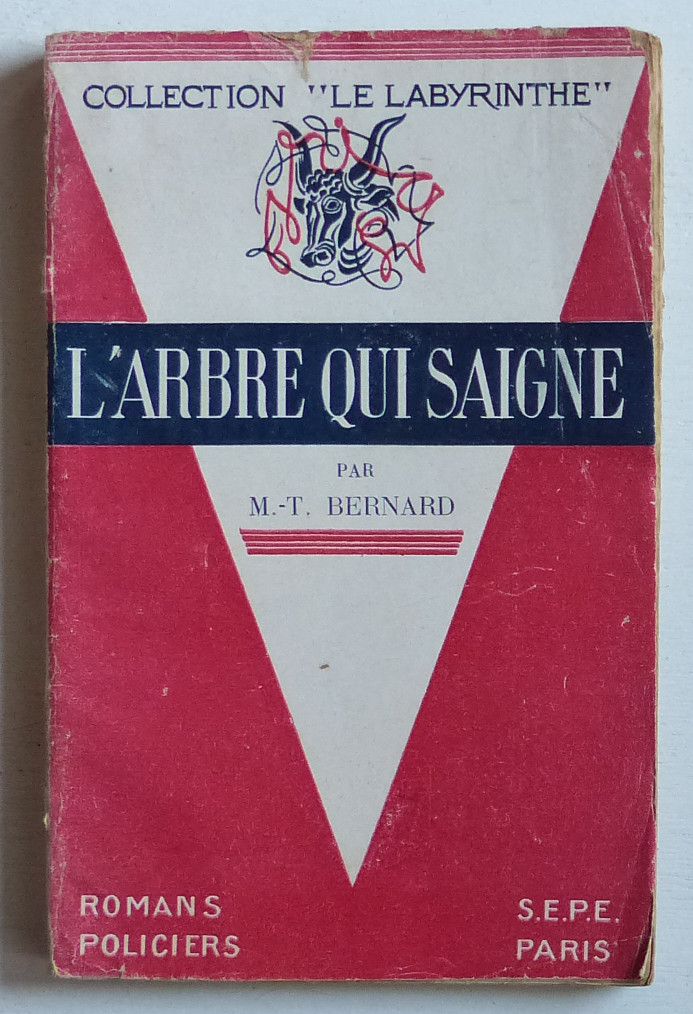 COLLECTION "LE LABYRINTHE"
L'ARBRE QUI SAIGNE
PAR
M.-T. BERNARD
ROMANS
POLICIERS
S.E.P.E.
PARIS